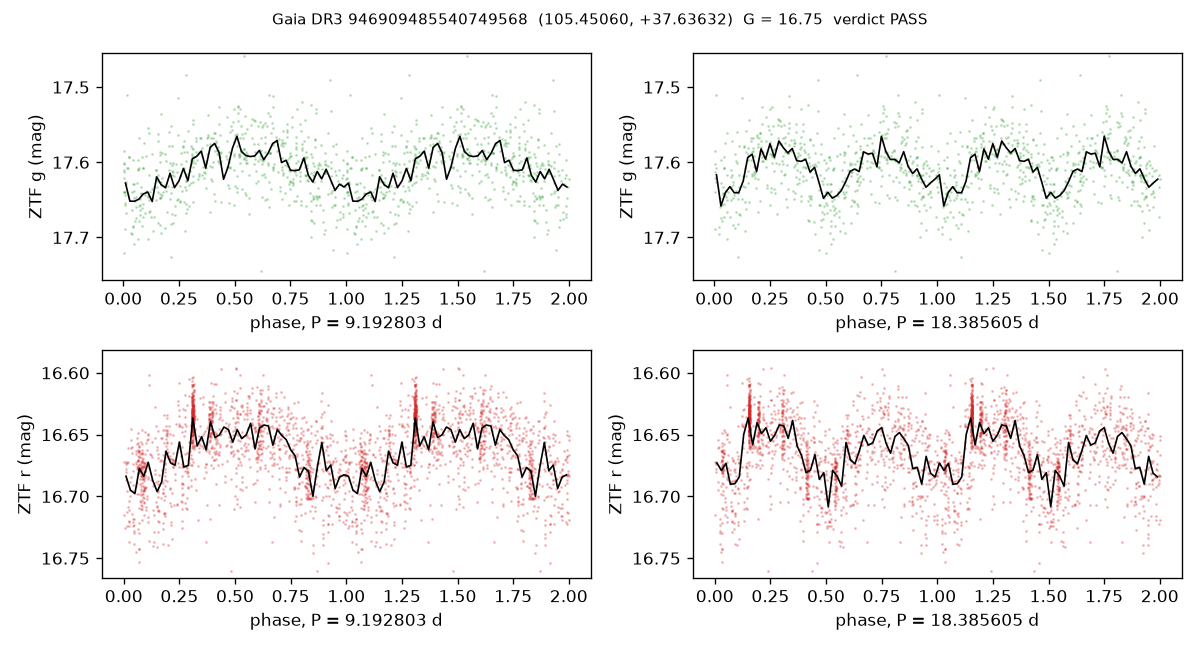 Gaia DR3 946909485540749568 (105.45060, +37.63632) G = 16.75 verdict PASS
ZTF g (mag)
17.5
17.6
17.7
0.00 0.25 0.50 0.75 1.00 1.25 1.50 1.75 2.00
phase, P = 9.192803 d
ZTF g (mag)
17.5
17.6
17.7
0.00 0.25 0.50 0.75 1.00 1.25 1.50 1.75 2.00
phase, P = 18.385605 d
ZTF r (mag)
16.60
16.65
16.70
16.75
0.00 0.25 0.50 0.75 1.00 1.25 1.50 1.75 2.00
phase, P = 9.192803 d
ZTF r (mag)
16.60
16.65
16.70
16.75
0.00 0.25 0.50 0.75 1.00 1.25 1.50 1.75 2.00
phase, P = 18.385605 d